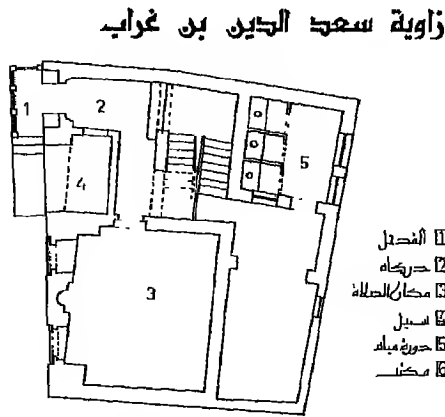 زاوية سعد الدين بن غراب
1
2
4
5
3
1 المدخل
2 دركاه
3 مكان الصلاة
4 سبيل
5 دورة مياه
6 مكتب